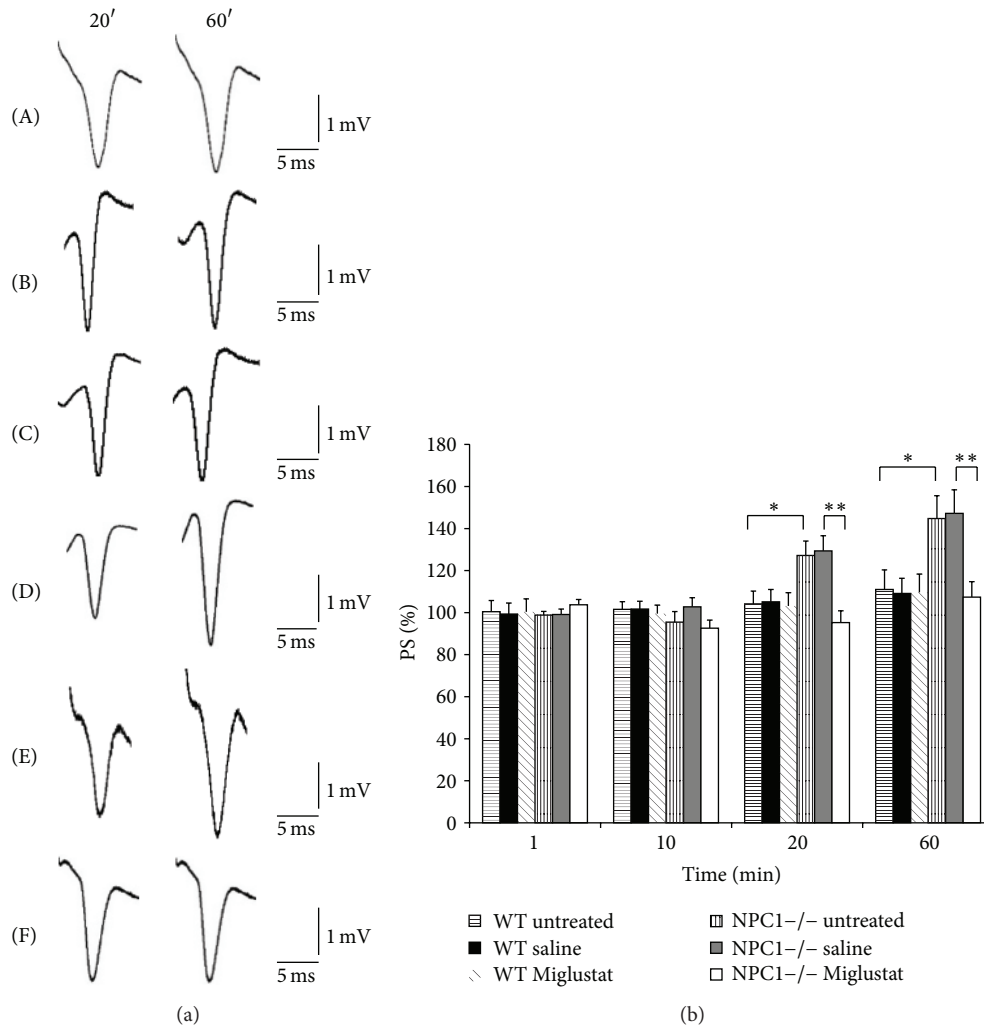 20′ 60′
(A)
1 mV
5 ms
(B)
1 mV
5 ms
(C)
1 mV
5 ms
(D)
1 mV
5 ms
(E)
1 mV
5 ms
(F)
1 mV
5 ms
(a)
180
160
140
120
100
80
60
40
20
0
PS (%)
* ** * **
1 10 20 60
Time (min)
WT untreated
WT saline
WT Miglustat
NPC1−/− untreated
NPC1−/− saline
NPC1−/− Miglustat
(b)